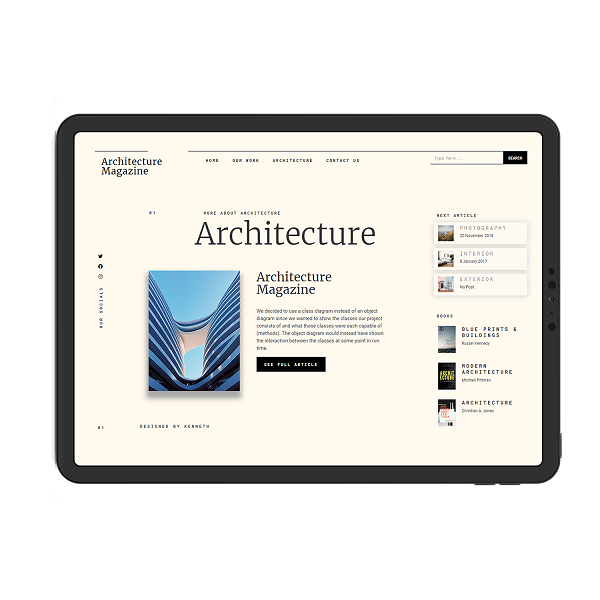 Architecture
Magazine
HOME OUR WORK ARCHITECTURE CONTACT US
Type here...
SEARCH
01 MORE ABOUT ARCHITECTURE
Architecture
OUR SOCIALS
Architecture
Magazine
We decided to use a class diagram instead of an object
diagram since we wanted to show the classes our project
consists of and what those classes were each capable of
(methods). The object diagram would instead have shown
the interaction between the classes at some point in run
time.
SEE FULL ARTICLE
NEXT ARTICLE
PHOTOGRAPHY
20 November 2018
INTERIOR
8 January 2017
EXTERIOR
No Post
BOOKS
BLUE PRINTS &
BUILDINGS
Russer Kennedy
MODERN
ARCHITECTURE
Michell Pittman
ARCHITECTURE
Christian A. Jones
01 DESIGNED BY KENNETH